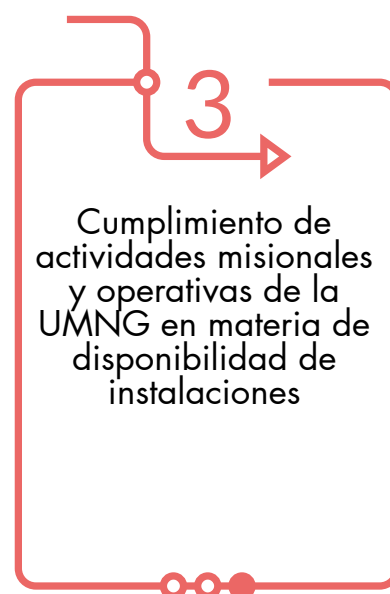 3
Cumplimiento de
actividades misionales
y operativas de la
UMNG en materia de
disponibilidad de
instalaciones